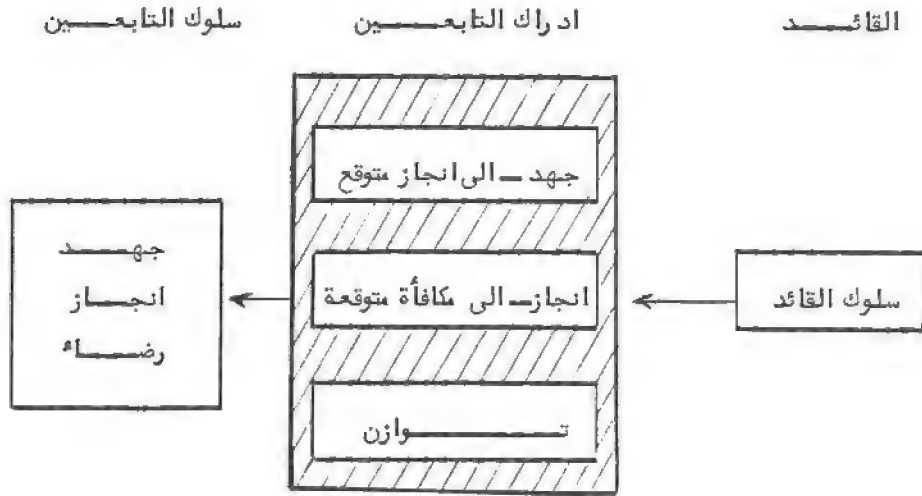 القائد
ادراك التابعين
سلوك التابعين
سلوك القائد
جهد - الى انجاز متوقع
انجاز - الى مكافأة متوقعة
توازن
جهد
انجاز
رضاء